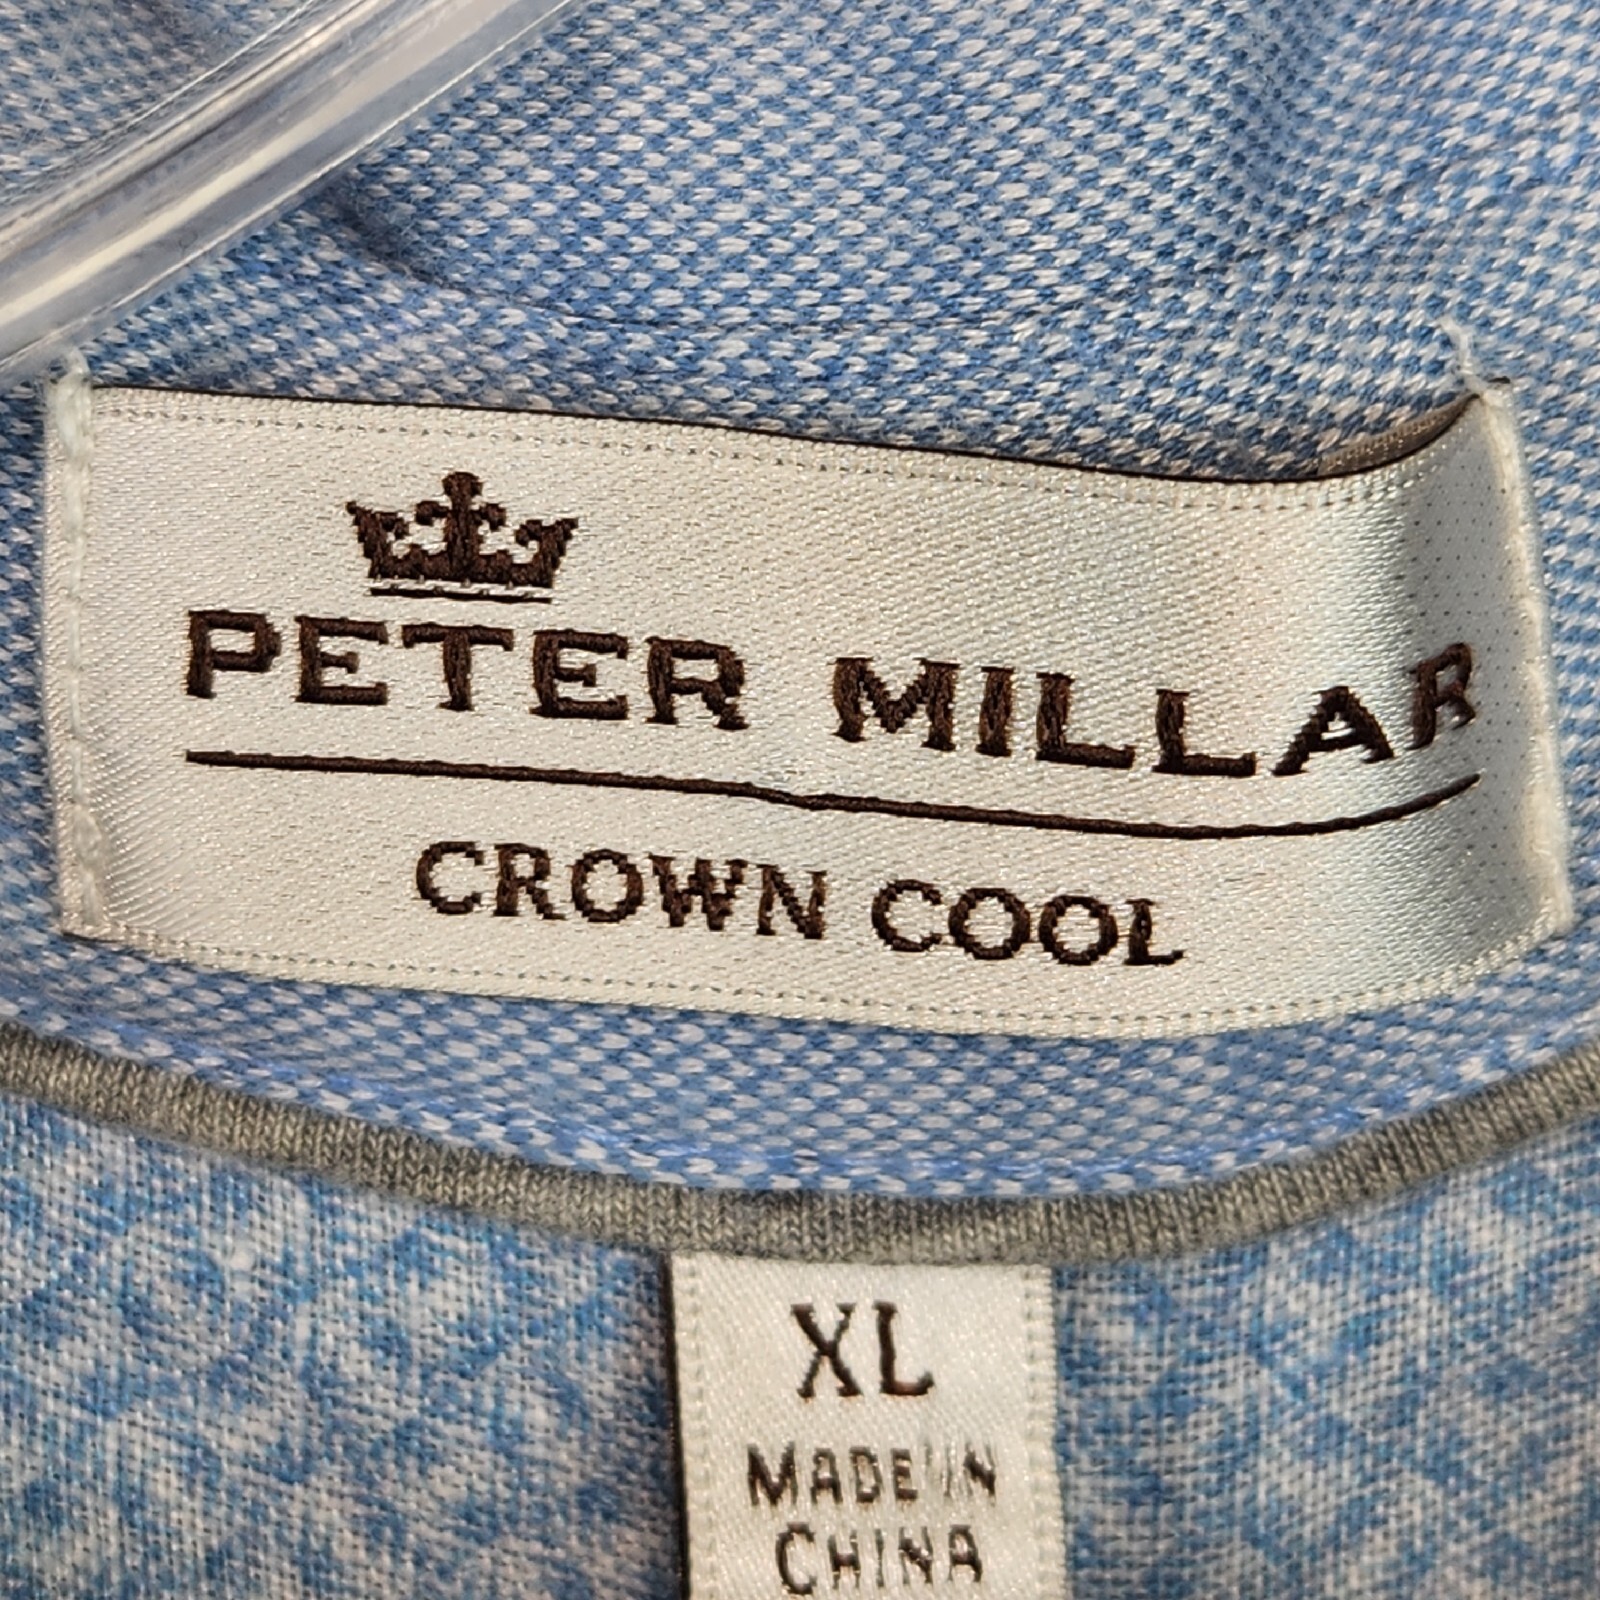 PETER MILLAR
CROWN COOL
XL
MADE IN
CHINA